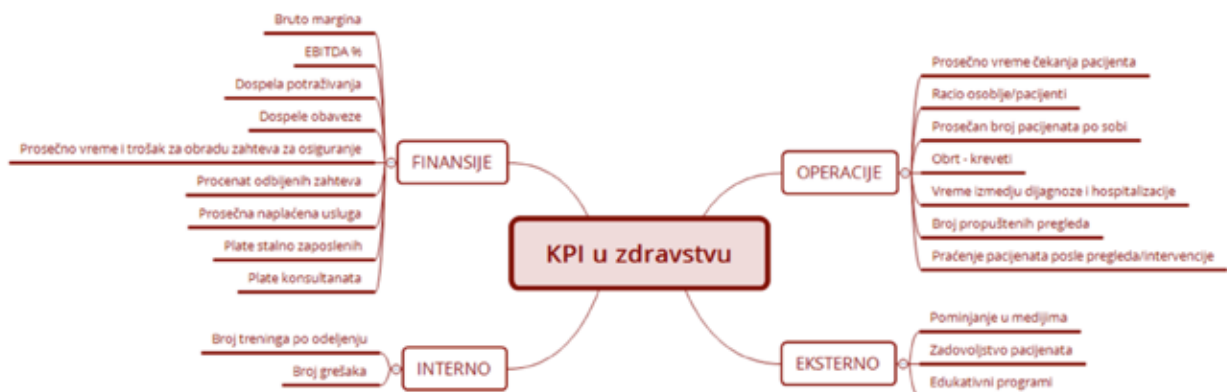 Bruto margina
EBITDA %
Dospela potraživanja
Dospele obaveze
Prosečno vreme i trošak za obradu zahteva za osiguranje
Procenat odbijenih zahteva
Prosečna naplaćena usluga
Plate stalno zaposlenih
Plate konsultanata
FINANSIJE
Broj treninga po odeljenju
Broj grešaka
INTERNO
KPI u zdravstvu
OPERACIJE
Prosečno vreme čekanja pacijenta
Racio osoblje/pacijenti
Prosečan broj pacijenata po sobi
Obrt - kreveti
Vreme izmedju dijagnoze i hospitalizacije
Broj propuštenih pregleda
Praćenje pacijenata posle pregleda/intervencije
EKSTERNO
Pominjanje u medijima
Zadovoljstvo pacijenata
Edukativni programi